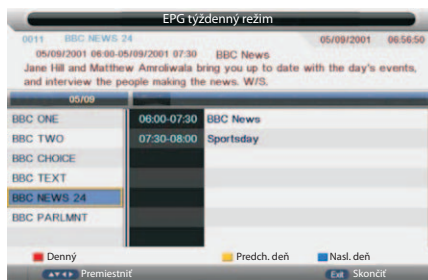 EPG týždenný režim
0011 BBC NEWS 24 05/09/2001 06:56:50
05/09/2001 06:00-05/09/2001 07:30 BBC News
Jane Hill and Matthew Amroliwala bring you up to date with the day's events,
and interview the people making the news. W/S.
05/09
BBC ONE 06:00-07:30 BBC News
BBC TWO 07:30-08:00 Sportsday
BBC CHOICE
BBC TEXT
BBC NEWS 24
BBC PARLMNT
Denný Predch. deň Nasl. deň
Premiestniť Exit Skončiť